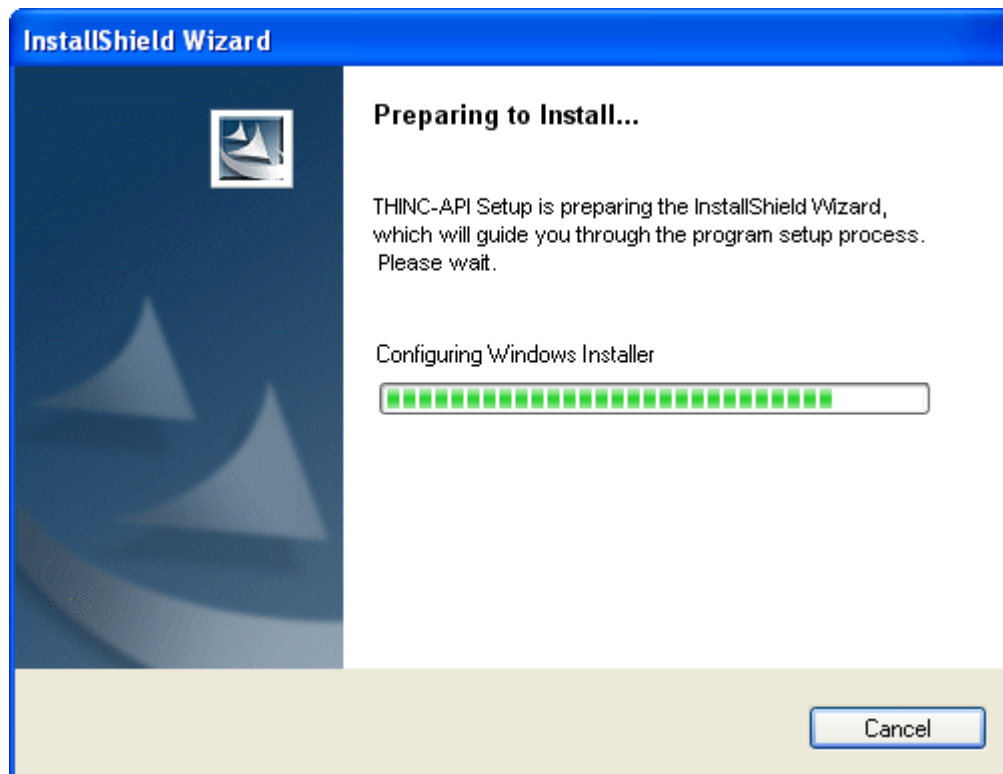 InstallShield Wizard
Preparing to Install...
THINC-API Setup is preparing the InstallShield Wizard,
which will guide you through the program setup process.
Please wait.
Configuring Windows Installer
Cancel